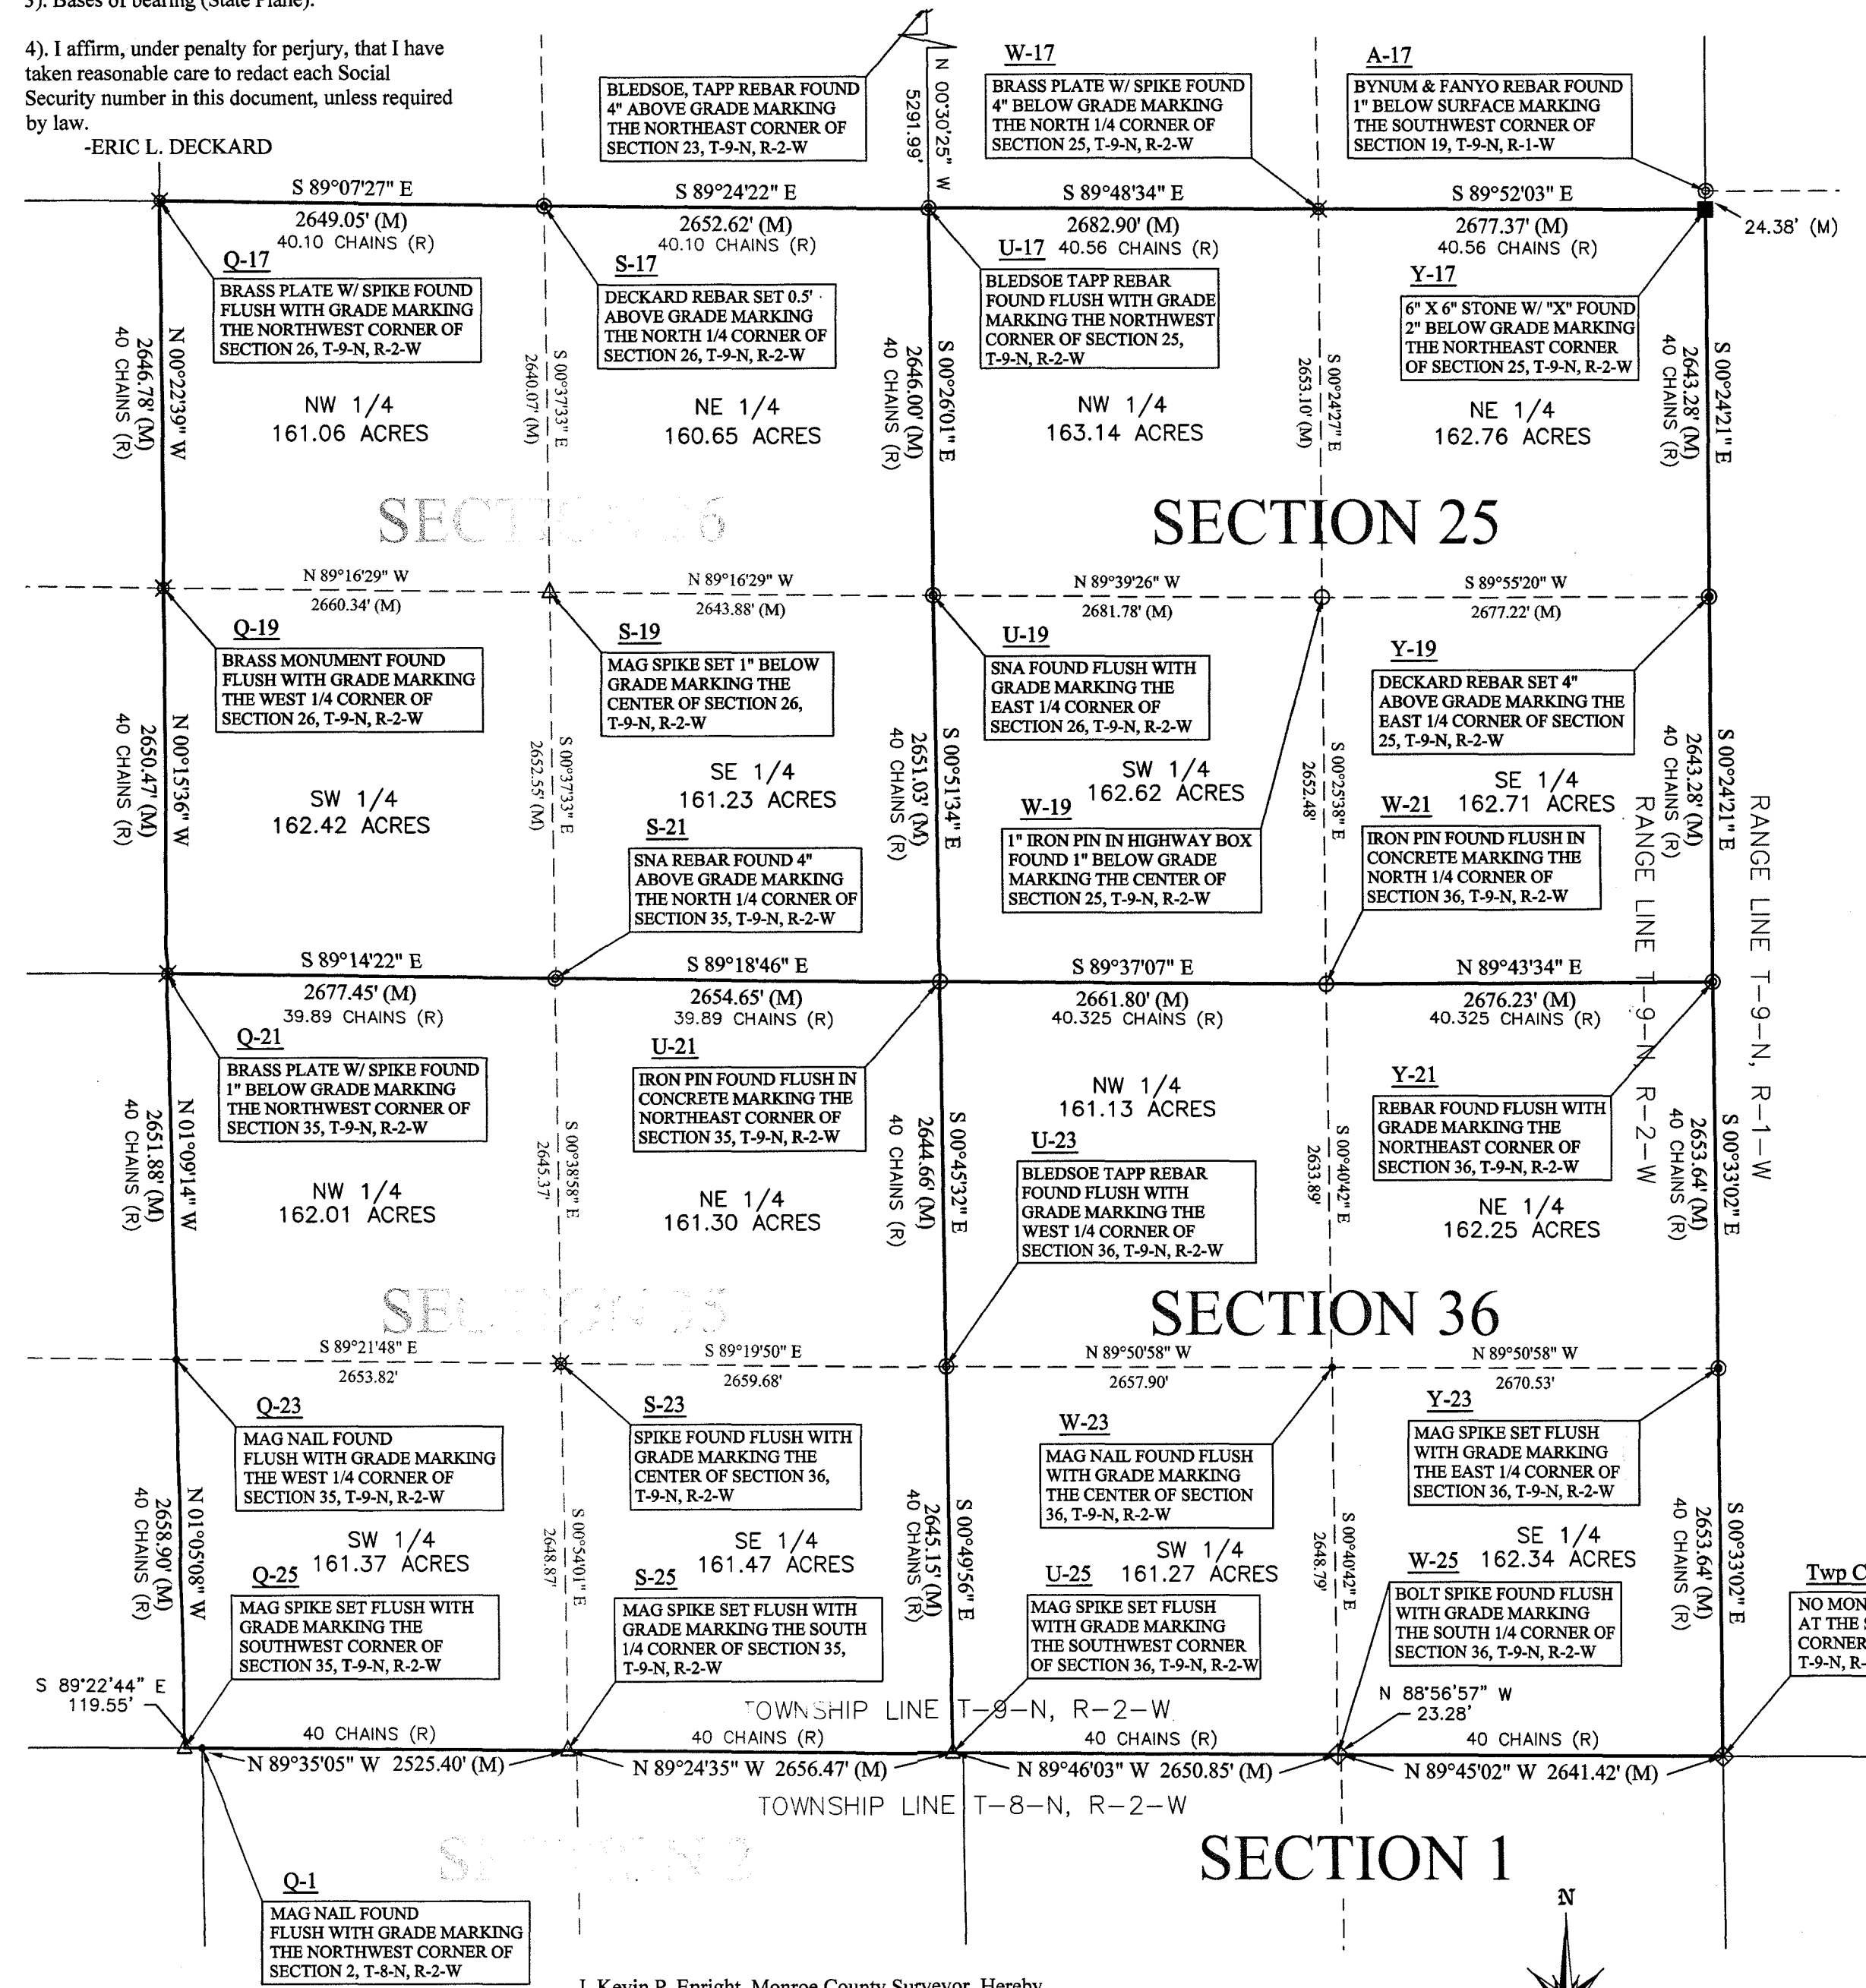 3). Bases of bearing (State Plane).
4). I affirm, under penalty for perjury, that I have
taken reasonable care to redact each Social
Security number in this document, unless required
by law.
-ERIC L. DECKARD
BLEDSOE, TAPP REBAR FOUND
4" ABOVE GRADE MARKING
THE NORTHEAST CORNER OF
SECTION 23, T-9-N, R-2-W
N 00°30'25" W
5291.99'
W-17
BRASS PLATE W/ SPIKE FOUND
4" BELOW GRADE MARKING
THE NORTH 1/4 CORNER OF
SECTION 25, T-9-N, R-2-W
A-17
BYNUM & FANYO REBAR FOUND
1" BELOW SURFACE MARKING
THE SOUTHWEST CORNER OF
SECTION 19, T-9-N, R-1-W
S 89°07'27" E
2649.05' (M)
40.10 CHAINS (R)
S 89°24'22" E
2652.62' (M)
40.10 CHAINS (R)
S 89°48'34" E
2682.90' (M)
40.56 CHAINS (R)
S 89°52'03" E
2677.37' (M)
40.56 CHAINS (R)
24.38' (M)
Q-17
BRASS PLATE W/ SPIKE FOUND
FLUSH WITH GRADE MARKING
THE NORTHWEST CORNER OF
SECTION 26, T-9-N, R-2-W
S-17
DECKARD REBAR SET 0.5'
ABOVE GRADE MARKING
THE NORTH 1/4 CORNER OF
SECTION 26, T-9-N, R-2-W
U-17
BLEDSOE TAPP REBAR
FOUND FLUSH WITH GRADE
MARKING THE NORTHWEST
CORNER OF SECTION 25,
T-9-N, R-2-W
Y-17
6" X 6" STONE W/ "X" FOUND
2" BELOW GRADE MARKING
THE NORTHEAST CORNER
OF SECTION 25, T-9-N, R-2-W
N 00°22'39" W
2646.78' (M)
40 CHAINS (R)
NW 1/4
161.06 ACRES
S 00°37'33" E
2640.07' (M)
NE 1/4
160.65 ACRES
S 00°26'01" E
2646.00' (M)
40 CHAINS (R)
NW 1/4
163.14 ACRES
S 00°24'27" E
2653.10' (M)
NE 1/4
162.76 ACRES
S 00°24'21" E
2643.28' (M)
40 CHAINS (R)
SECTION 26
SECTION 25
N 89°16'29" W
2660.34' (M)
N 89°16'29" W
2643.88' (M)
N 89°39'26" W
2681.78' (M)
S 89°55'20" W
2677.22' (M)
Q-19
BRASS MONUMENT FOUND
FLUSH WITH GRADE MARKING
THE WEST 1/4 CORNER OF
SECTION 26, T-9-N, R-2-W
S-19
MAG SPIKE SET 1" BELOW
GRADE MARKING THE
CENTER OF SECTION 26,
T-9-N, R-2-W
U-19
SNA FOUND FLUSH WITH
GRADE MARKING THE
EAST 1/4 CORNER OF
SECTION 26, T-9-N, R-2-W
Y-19
DECKARD REBAR SET 4"
ABOVE GRADE MARKING THE
EAST 1/4 CORNER OF SECTION
25, T-9-N, R-2-W
N 00°15'36" W
2650.47' (M)
40 CHAINS (R)
SW 1/4
162.42 ACRES
S 00°37'33" E
2652.55' (M)
SE 1/4
161.23 ACRES
S 00°51'34" E
2651.03' (M)
40 CHAINS (R)
SW 1/4
162.62 ACRES
S 00°25'38" E
2652.48'
SE 1/4
162.71 ACRES
S 00°24'21" E
2643.28' (M)
40 CHAINS (R)
RANGE LINE T-9-N, R-2-W
RANGE LINE T-9-N, R-1-W
S-21
SNA REBAR FOUND 4"
ABOVE GRADE MARKING
THE NORTH 1/4 CORNER OF
SECTION 35, T-9-N, R-2-W
W-19
1" IRON PIN IN HIGHWAY BOX
FOUND 1" BELOW GRADE
MARKING THE CENTER OF
SECTION 25, T-9-N, R-2-W
W-21
IRON PIN FOUND FLUSH IN
CONCRETE MARKING THE
NORTH 1/4 CORNER OF
SECTION 36, T-9-N, R-2-W
S 89°14'22" E
2677.45' (M)
39.89 CHAINS (R)
S 89°18'46" E
2654.65' (M)
39.89 CHAINS (R)
S 89°37'07" E
2661.80' (M)
40.325 CHAINS (R)
N 89°43'34" E
2676.23' (M)
40.325 CHAINS (R)
Q-21
BRASS PLATE W/ SPIKE FOUND
1" BELOW GRADE MARKING
THE NORTHWEST CORNER OF
SECTION 35, T-9-N, R-2-W
U-21
IRON PIN FOUND FLUSH IN
CONCRETE MARKING THE
NORTHEAST CORNER OF
SECTION 35, T-9-N, R-2-W
Y-21
REBAR FOUND FLUSH WITH
GRADE MARKING THE
NORTHEAST CORNER OF
SECTION 36, T-9-N, R-2-W
U-23
BLEDSOE TAPP REBAR
FOUND FLUSH WITH
GRADE MARKING THE
WEST 1/4 CORNER OF
SECTION 36, T-9-N, R-2-W
N 01°09'14" W
2651.88' (M)
40 CHAINS (R)
NW 1/4
162.01 ACRES
S 00°38'58" E
2645.37'
NE 1/4
161.30 ACRES
S 00°45'32" E
2644.66' (M)
40 CHAINS (R)
NW 1/4
161.13 ACRES
S 00°40'42" E
2633.89'
NE 1/4
162.25 ACRES
S 00°33'02" E
2653.64' (M)
40 CHAINS (R)
SECTION 35
SECTION 36
S 89°21'48" E
2653.82'
S 89°19'50" E
2659.68'
N 89°50'58" W
2657.90'
N 89°50'58" W
2670.53'
Q-23
MAG NAIL FOUND
FLUSH WITH GRADE MARKING
THE WEST 1/4 CORNER OF
SECTION 35, T-9-N, R-2-W
S-23
SPIKE FOUND FLUSH WITH
GRADE MARKING THE
CENTER OF SECTION 36,
T-9-N, R-2-W
W-23
MAG NAIL FOUND FLUSH
WITH GRADE MARKING
THE CENTER OF SECTION
36, T-9-N, R-2-W
Y-23
MAG SPIKE SET FLUSH
WITH GRADE MARKING
THE EAST 1/4 CORNER OF
SECTION 36, T-9-N, R-2-W
N 01°05'08" W
2658.90' (M)
40 CHAINS (R)
SW 1/4
161.37 ACRES
S 00°54'01" E
2648.87'
SE 1/4
161.47 ACRES
S 00°49'56" E
2645.15' (M)
40 CHAINS (R)
SW 1/4
161.27 ACRES
S 00°40'42" E
2648.79'
SE 1/4
162.34 ACRES
S 00°33'02" E
2653.64' (M)
40 CHAINS (R)
Q-25
MAG SPIKE SET FLUSH WITH
GRADE MARKING THE
SOUTHWEST CORNER OF
SECTION 35, T-9-N, R-2-W
S-25
MAG SPIKE SET FLUSH WITH
GRADE MARKING THE SOUTH
1/4 CORNER OF SECTION 35,
T-9-N, R-2-W
U-25
MAG SPIKE SET FLUSH
WITH GRADE MARKING
THE SOUTHWEST CORNER
OF SECTION 36, T-9-N, R-2-W
W-25
BOLT SPIKE FOUND FLUSH
WITH GRADE MARKING
THE SOUTH 1/4 CORNER OF
SECTION 36, T-9-N, R-2-W
Twp C
NO MON
AT THE
CORNER
T-9-N, R-
S 89°22'44" E
119.55'
TOWNSHIP LINE T-9-N, R-2-W
N 88°56'57" W
23.28'
40 CHAINS (R)
40 CHAINS (R)
40 CHAINS (R)
40 CHAINS (R)
N 89°35'05" W 2525.40' (M)
N 89°24'35" W 2656.47' (M)
N 89°46'03" W 2650.85' (M)
N 89°45'02" W 2641.42' (M)
TOWNSHIP LINE T-8-N, R-2-W
SECTION 2
SECTION 1
Q-1
MAG NAIL FOUND
FLUSH WITH GRADE MARKING
THE NORTHWEST CORNER OF
SECTION 2, T-8-N, R-2-W
N
I, Kevin P. Enright, Monroe County Surveyor, Hereby